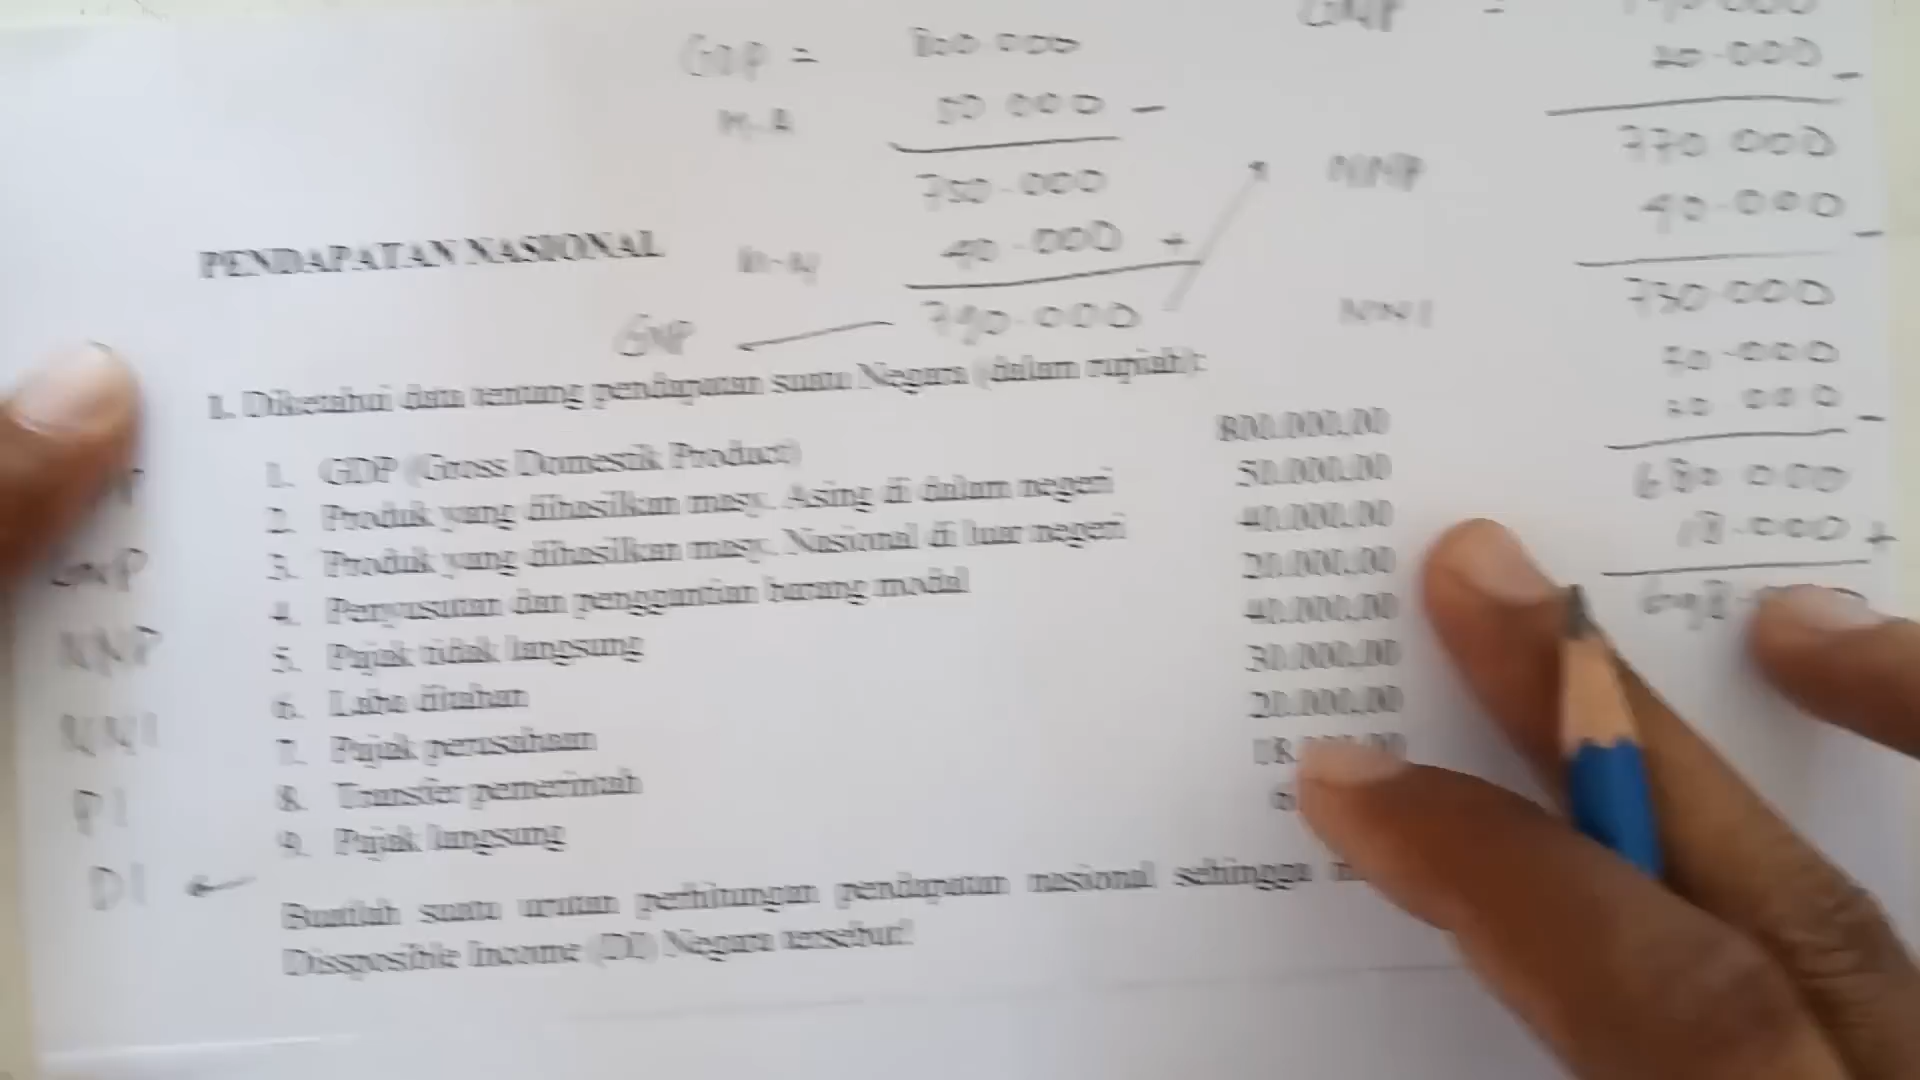 GDP = 800.000
M.A 50.000 -
750.000
M-N 40.000 +
GNP 790.000
GNP = 790.000
20.000 -
NNP 770.000
40.000 -
NNI 730.000
20.000 -
680.000
18.000 +
698.000
PENDAPATAN NASIONAL
1. Diketahui data tentang pendapatan suatu Negara (dalam rupiah):
1. GDP (Gross Domestik Product) 800.000,00
2. Produk yang dihasilkan masy. Asing di dalam negeri 50.000,00
3. Produk yang dihasilkan masy. Nasional di luar negeri 40.000,00
4. Penyusutan dan penggantian barang modal 20.000,00
5. Pajak tidak langsung 40.000,00
6. Laba ditahan 30.000,00
7. Pajak perusahaan 20.000,00
8. Transfer pemerintah
9. Pajak langsung
Buatlah suatu urutan perhitungan pendapatan nasional sehingga
Dissposible Income (DI) Negara tersebut!
GNP
NNP
NNI
PI
DI